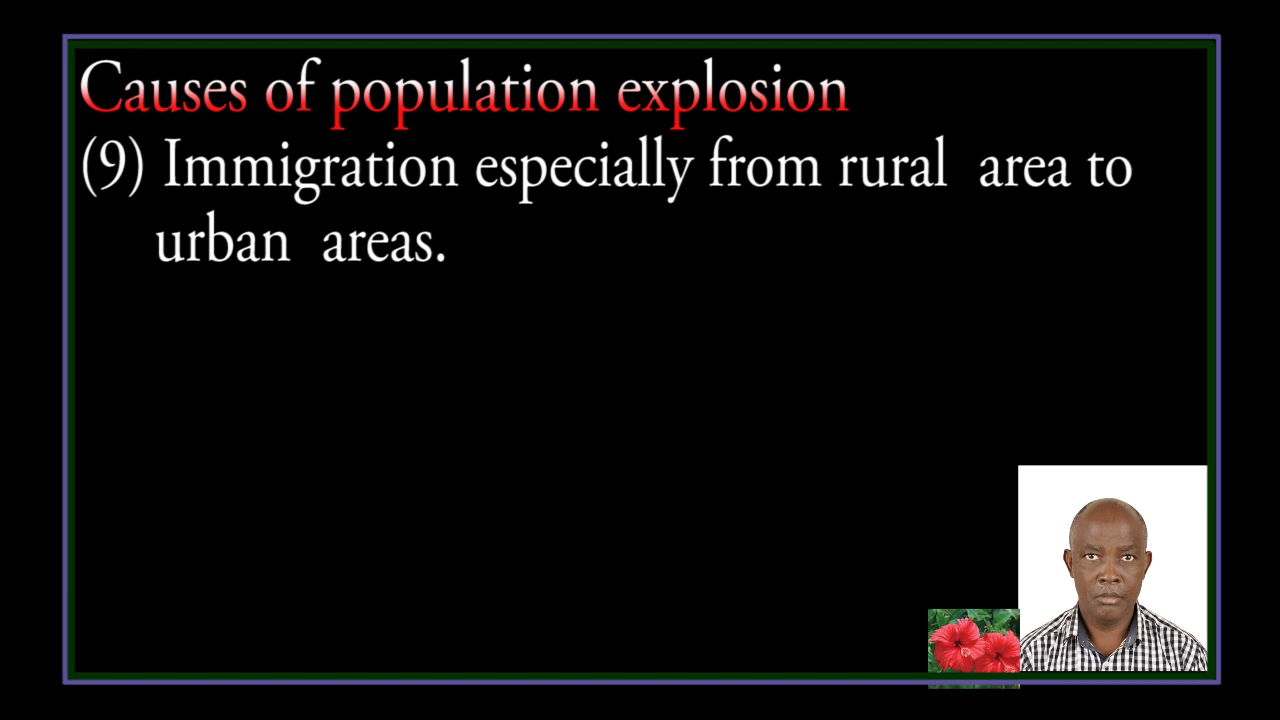 Causes of population explosion
(9) Immigration especially from rural area to
urban areas.